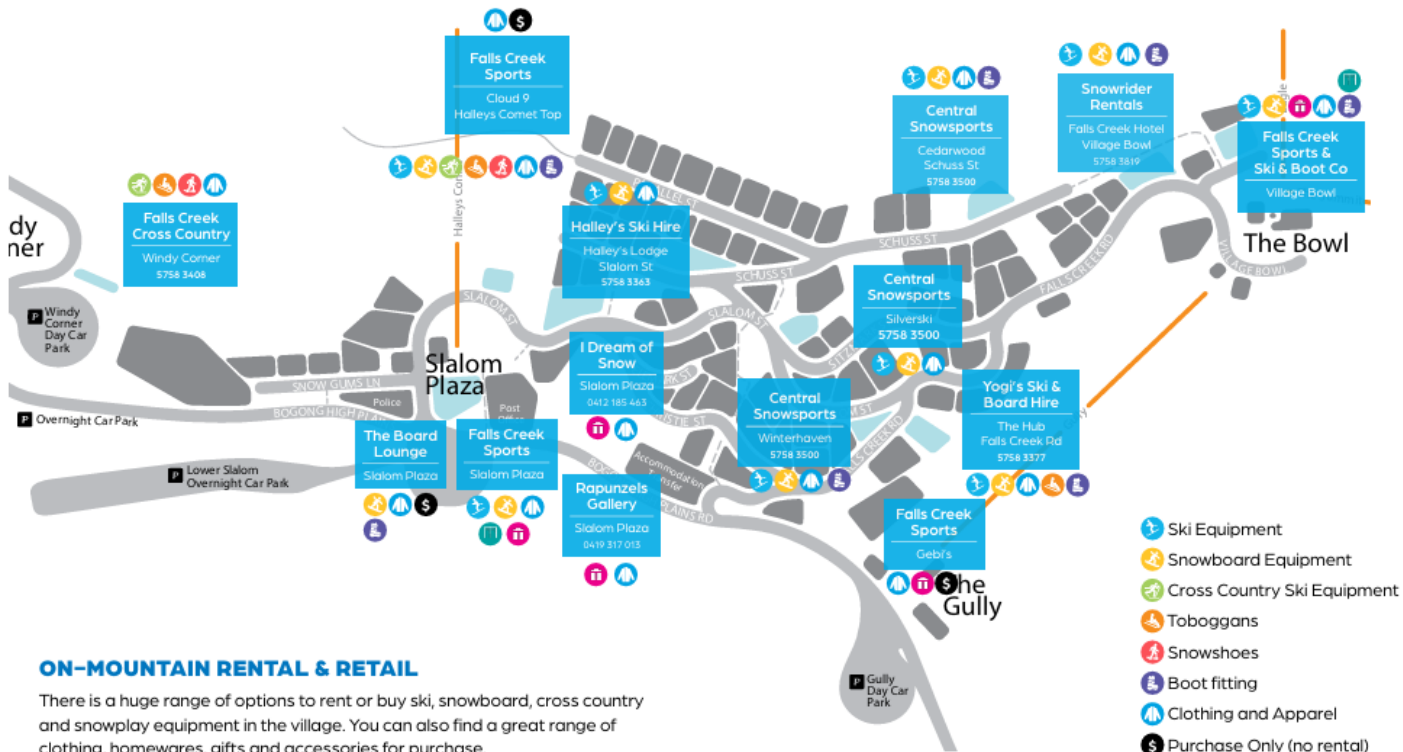 Falls Creek
Sports
Cloud 9
Halleys Comet Top
Central
Snowsports
Cedarwood
Schuss St
5758 3500
Snowrider
Rentals
Falls Creek Hotel
Village Bowl
5758 3819
Falls Creek
Sports &
Ski & Boot Co
Village Bowl
Falls Creek
Cross Country
Windy Corner
5758 3408
Halley's Ski Hire
Halley's Lodge
Slalom St
5758 3363
SCHUSS ST
SCHUSS ST
The Bowl
VILLAGE BOWL
FALLS CREEK RD
Central
Snowsports
Silverski
5758 3500
P Windy
Corner
Day Car
Park
SLALOM ST
SLALOM ST
I Dream of
Snow
Slalom Plaza
0412 185 463
Slalom
Plaza
SNOW GUMS LN
Police
Post
P Overnight Car Park
Central
Snowsports
Winterhaven
5758 3500
Yogi's Ski &
Board Hire
The Hub
Falls Creek Rd
5758 3377
The Board
Lounge
Slalom Plaza
Falls Creek
Sports
Slalom Plaza
Accommodation
Transfer
P Lower Slalom
Overnight Car Park
Rapunzels
Gallery
Slalom Plaza
0419 317 013
PLAINS RD
Falls Creek
Sports
Gebi's
Gully
P Gully
Day Car
Park
Ski Equipment
Snowboard Equipment
Cross Country Ski Equipment
Toboggans
Snowshoes
Boot fitting
Clothing and Apparel
$ Purchase Only (no rental)
ON-MOUNTAIN RENTAL & RETAIL
There is a huge range of options to rent or buy ski, snowboard, cross country
and snowplay equipment in the village. You can also find a great range of
clothing, homewares, gifts and accessories for purchase